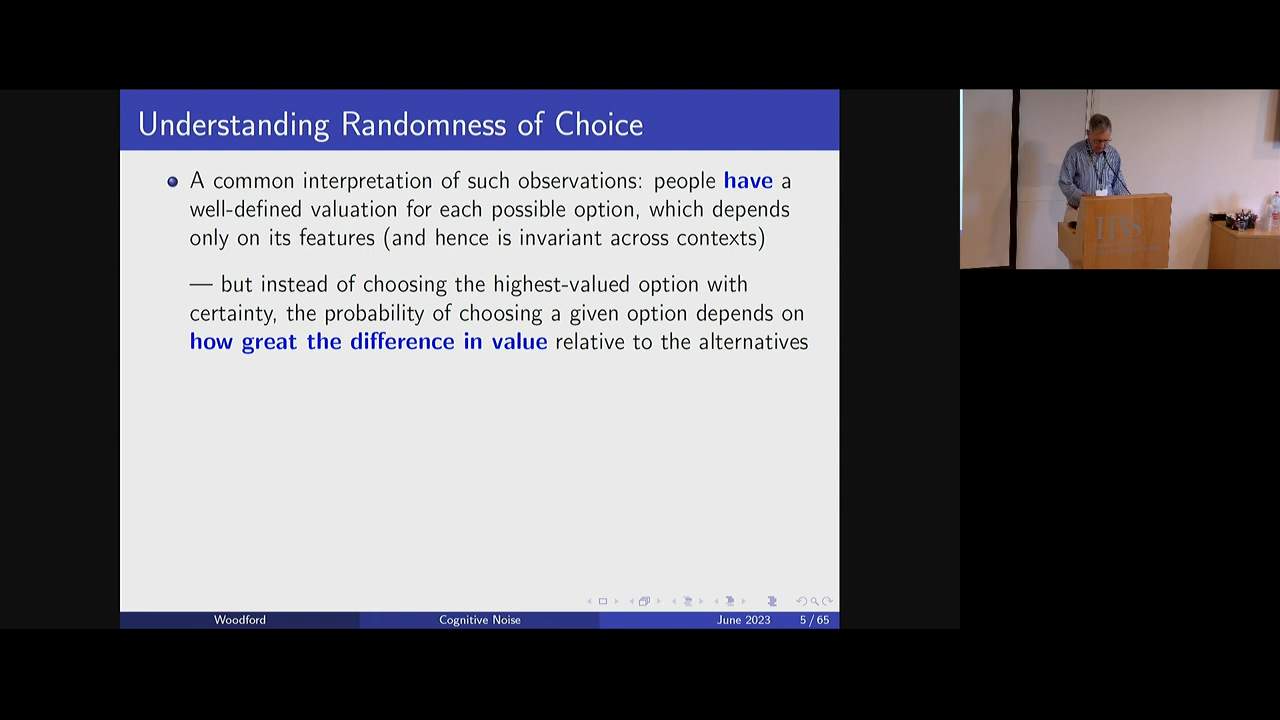 Understanding Randomness of Choice
A common interpretation of such observations: people have a
well-defined valuation for each possible option, which depends
only on its features (and hence is invariant across contexts)
— but instead of choosing the highest-valued option with
certainty, the probability of choosing a given option depends on
how great the difference in value relative to the alternatives
Woodford
Cognitive Noise
June 2023
5 / 65